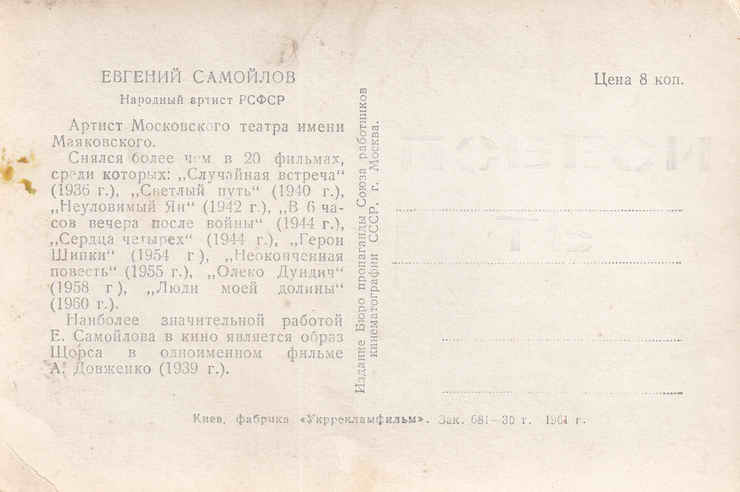 ЕВГЕНИЙ САМОЙЛОВ
Народный артист РСФСР
Артист Московского театра имени
Маяковского.
Снялся более чем в 20 фильмах,
среди которых: „Случайная встреча“
(1936 г.), „Светлый путь“ (1940 г.),
„Неуловимый Ян“ (1942 г.), „В 6 ча-
сов вечера после войны“ (1944 г.),
„Сердца четырех“ (1944 г.), „Герои
Шипки“ (1954 г), „Неоконченная
повесть“ (1955 г.), „Олеко Дундич“
(1958 г), „Люди моей долины“
(1960 г.).
Наиболее значительной работой
Е. Самойлова в кино является образ
Щорса в одноименном фильме
А. Довженко (1939 г.).
Издание Бюро пропаганды Союза работников
кинематографии СССР. г. Москва.
Цена 8 коп.
Киев, фабрика «Укррекламфильм». Зак. 681—30 т. 1964 г.